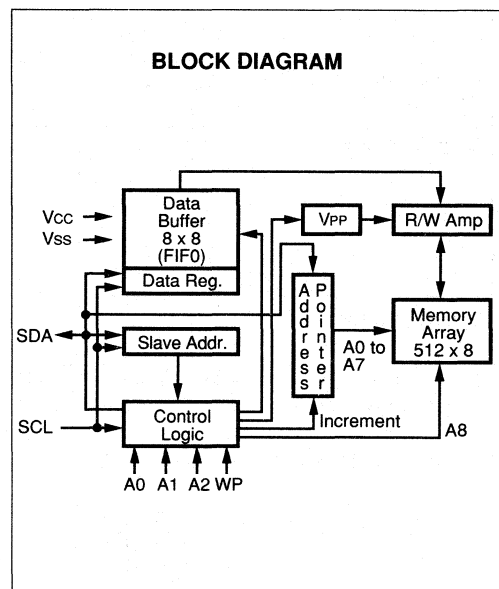 BLOCK DIAGRAM
Data
Buffer
8 x 8
(FIF0)
Data Reg.
VCC
VSS
VPP
R/W Amp
Address
Pointer
Memory
Array
512 x 8
A0 to
A7
SDA
Slave Addr.
SCL
Control
Logic
Increment
A8
A0 A1 A2 WP